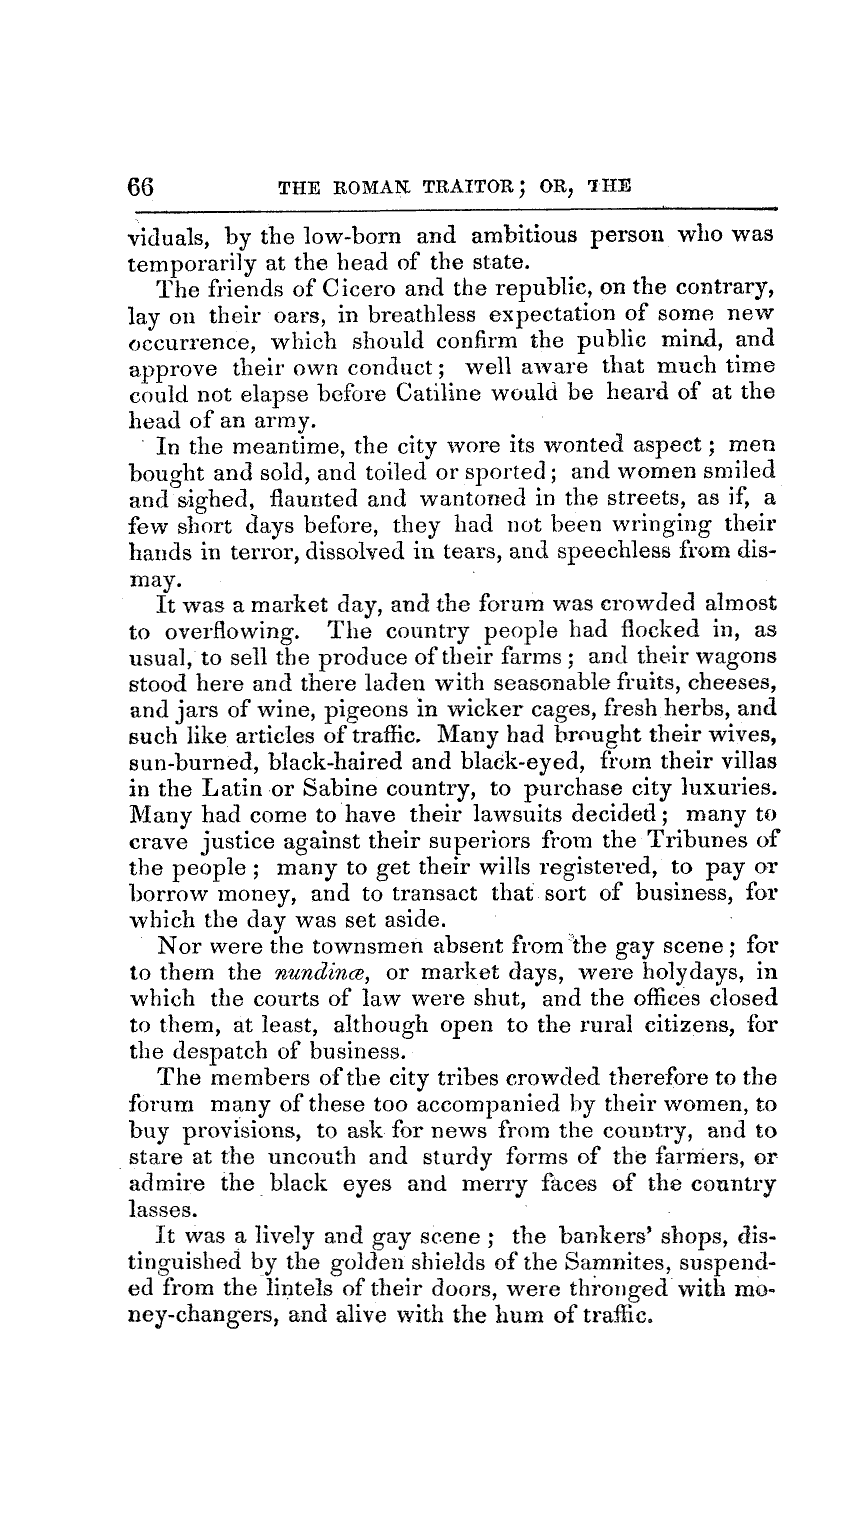 66 THE ROMAN TRAITOR; OR, THE
viduals, by the low-born and ambitious person who was
temporarily at the head of the state.
The friends of Cicero and the republic, on the contrary,
lay on their oars, in breathless expectation of some new
occurrence, which should confirm the public mind, and
approve their own conduct; well aware that much time
could not elapse before Catiline would be heard of at the
head of an army.
In the meantime, the city wore its wonted aspect; men
bought and sold, and toiled or sported; and women smiled
and sighed, flaunted and wantoned in the streets, as if, a
few short days before, they had not been wringing their
hands in terror, dissolved in tears, and speechless from dis-
may.
It was a market day, and the forum was crowded almost
to overflowing. The country people had flocked in, as
usual, to sell the produce of their farms; and their wagons
stood here and there laden with seasonable fruits, cheeses,
and jars of wine, pigeons in wicker cages, fresh herbs, and
such like articles of traffic. Many had brought their wives,
sun-burned, black-haired and black-eyed, from their villas
in the Latin or Sabine country, to purchase city luxuries.
Many had come to have their lawsuits decided; many to
crave justice against their superiors from the Tribunes of
the people; many to get their wills registered, to pay or
borrow money, and to transact that sort of business, for
which the day was set aside.
Nor were the townsmen absent from the gay scene; for
to them the nundinæ, or market days, were holydays, in
which the courts of law were shut, and the offices closed
to them, at least, although open to the rural citizens, for
the despatch of business.
The members of the city tribes crowded therefore to the
forum many of these too accompanied by their women, to
buy provisions, to ask for news from the country, and to
stare at the uncouth and sturdy forms of the farmers, or
admire the black eyes and merry faces of the country
lasses.
It was a lively and gay scene; the bankers' shops, dis-
tinguished by the golden shields of the Samnites, suspend-
ed from the lintels of their doors, were thronged with mo-
ney-changers, and alive with the hum of traffic.